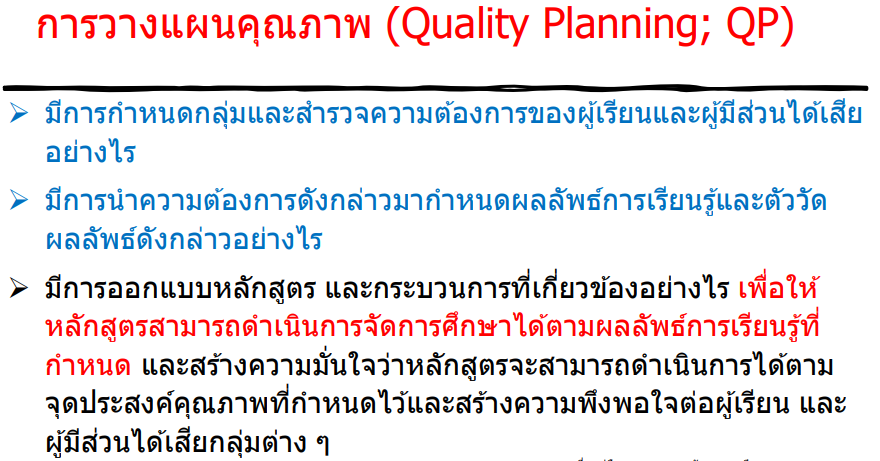 การวางแผนคุณภาพ (Quality Planning; QP)
➢ มีการกำหนดกลุ่มและสำรวจความต้องการของผู้เรียนและผู้มีส่วนได้เสีย
อย่างไร
➢ มีการนำความต้องการดังกล่าวมากำหนดผลลัพธ์การเรียนรู้และตัววัด
ผลลัพธ์ดังกล่าวอย่างไร
➢ มีการออกแบบหลักสูตร และกระบวนการที่เกี่ยวข้องอย่างไร เพื่อให้
หลักสูตรสามารถดำเนินการจัดการศึกษาได้ตามผลลัพธ์การเรียนรู้ที่
กำหนด และสร้างความมั่นใจว่าหลักสูตรจะสามารถดำเนินการได้ตาม
จุดประสงค์คุณภาพที่กำหนดไว้และสร้างความพึงพอใจต่อผู้เรียน และ
ผู้มีส่วนได้เสียกลุ่มต่าง ๆ